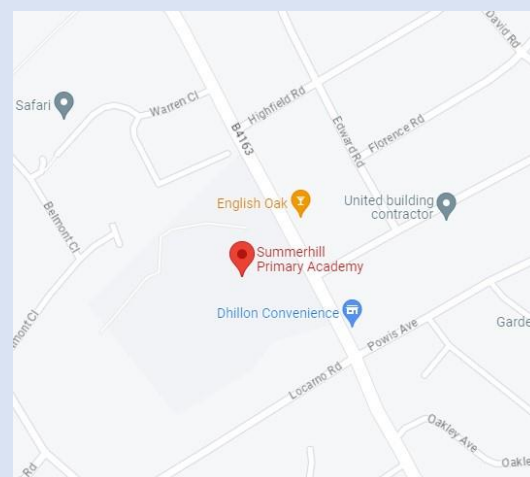 David Rd
Safari
Warren Cl
Highfield Rd
B4163
Edward Rd
Florence Rd
English Oak
United building
contractor
Belmont Cl
Summerhill
Primary Academy
Dhillon Convenience
mont Cl
Powis Ave
Garde
Locarno Rd
Oakley Ave
Oakle
Rd